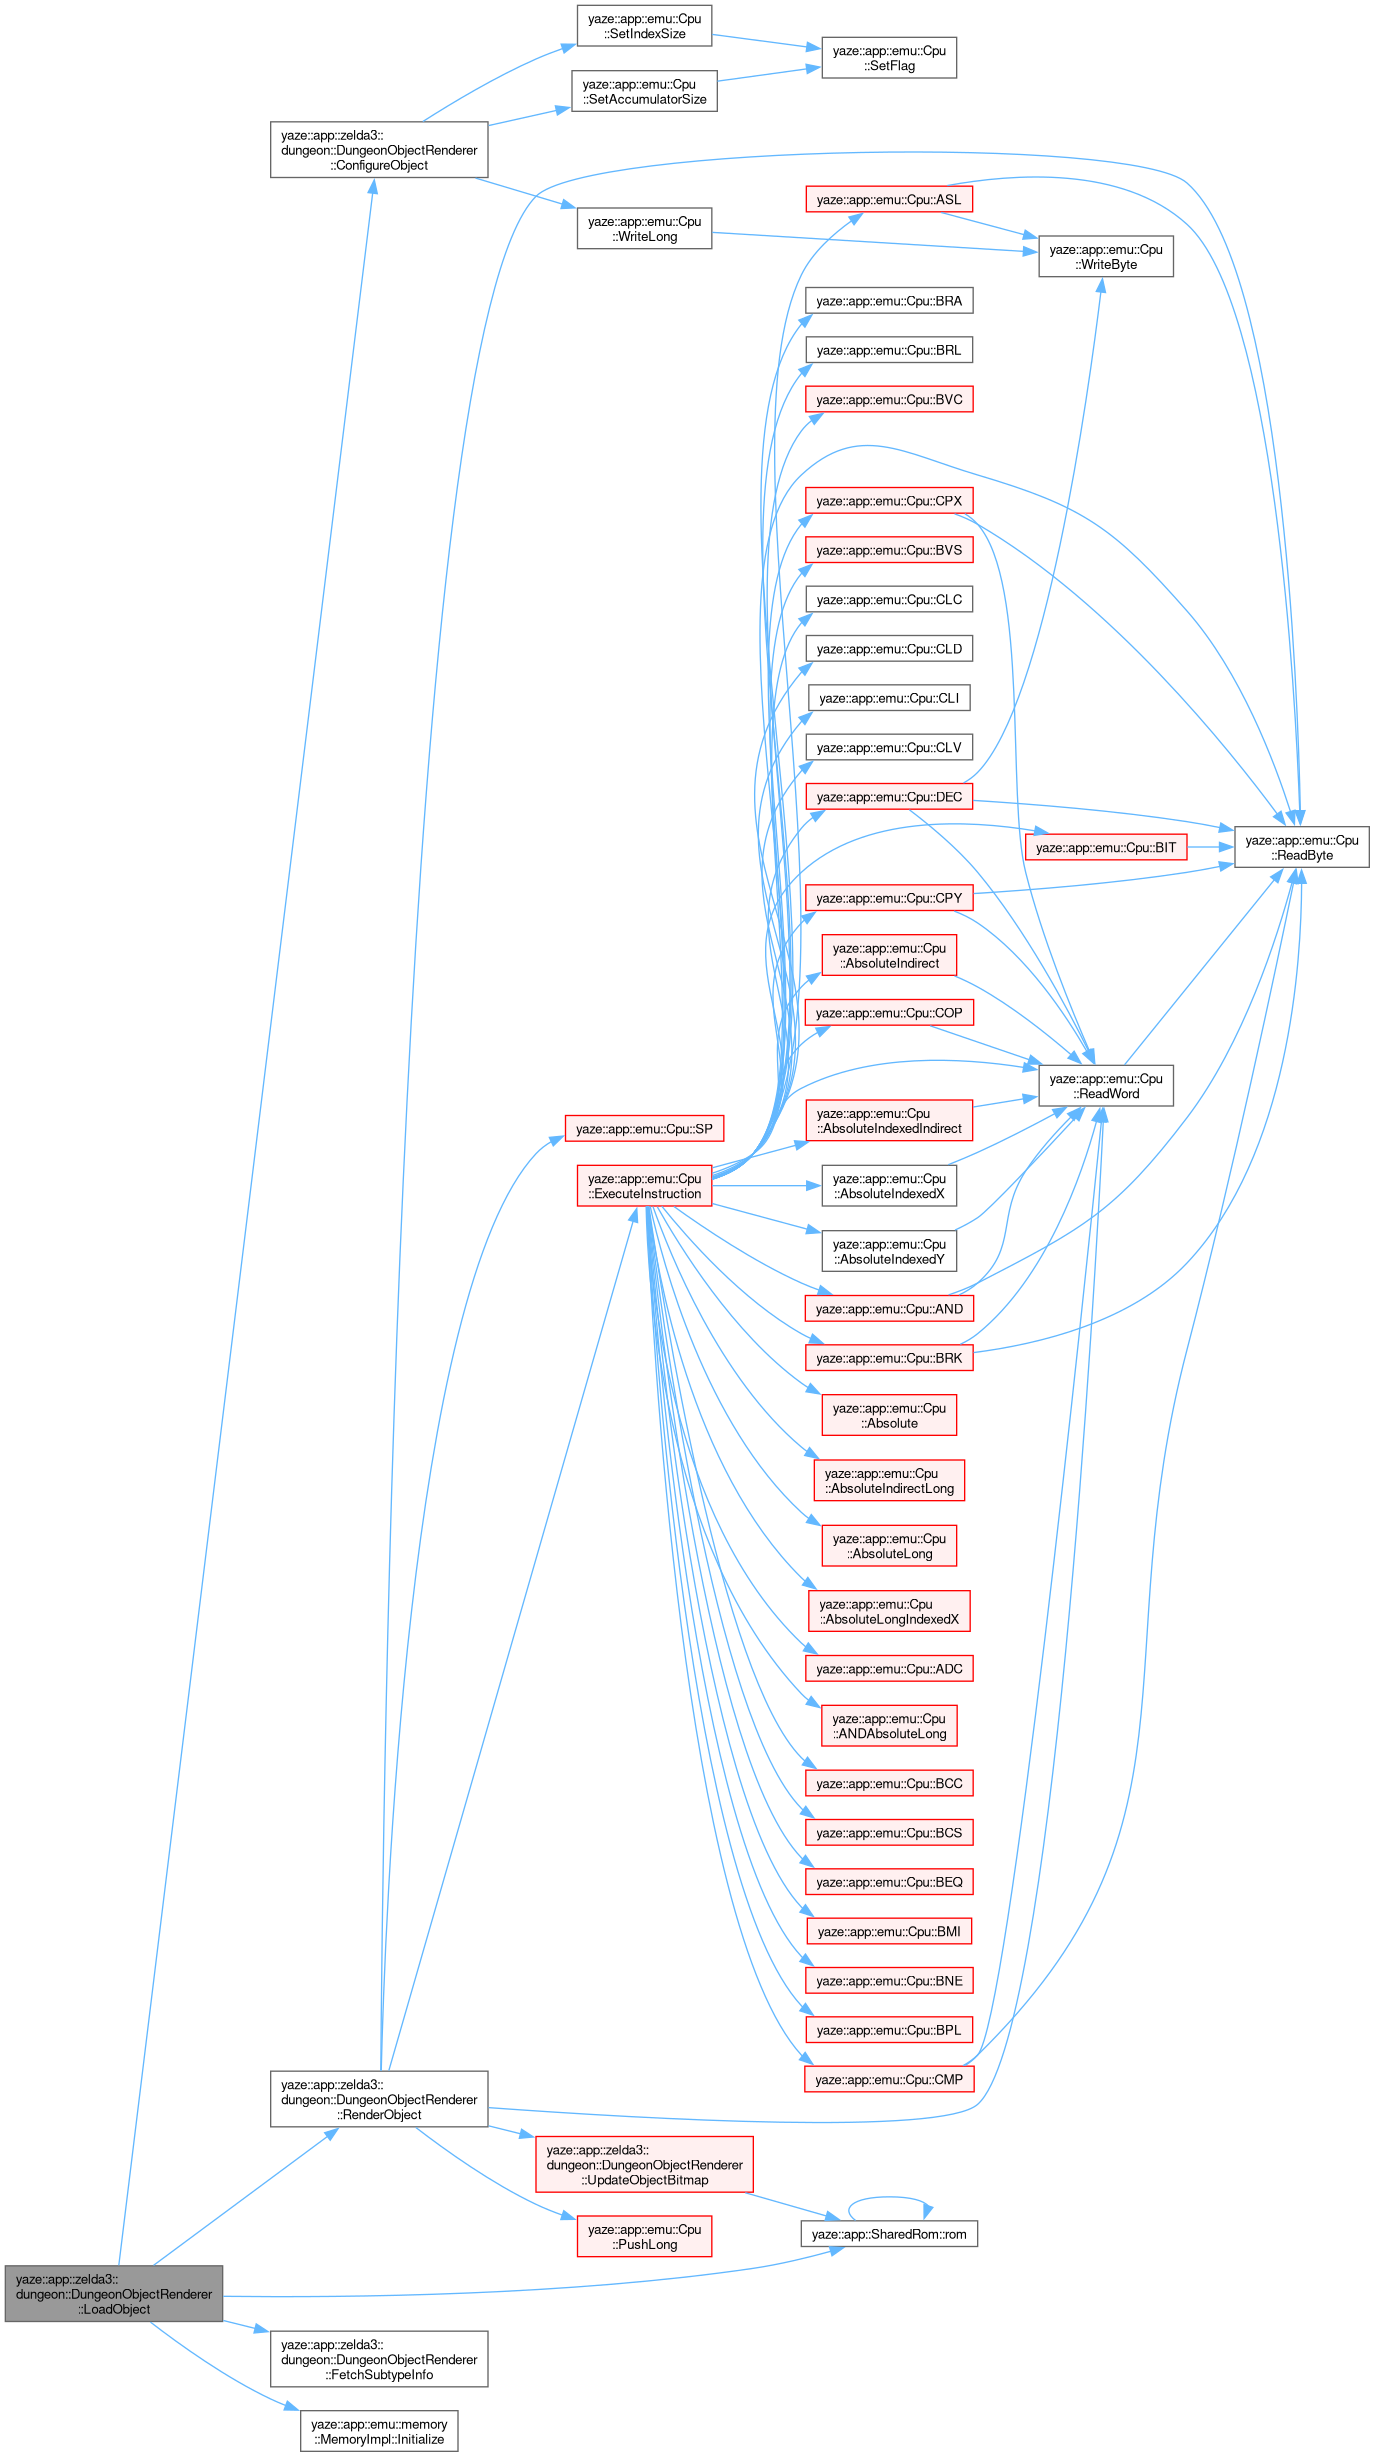 yaze::app::emu::Cpu
::SetIndexSize
yaze::app::emu::Cpu
::SetFlag
yaze::app::emu::Cpu
::SetAccumulatorSize
yaze::app::zelda3::
dungeon::DungeonObjectRenderer
::ConfigureObject
yaze::app::emu::Cpu::ASL
yaze::app::emu::Cpu
::WriteLong
yaze::app::emu::Cpu
::WriteByte
yaze::app::emu::Cpu::BRA
yaze::app::emu::Cpu::BRL
yaze::app::emu::Cpu::BVC
yaze::app::emu::Cpu::CPX
yaze::app::emu::Cpu::BVS
yaze::app::emu::Cpu::CLC
yaze::app::emu::Cpu::CLD
yaze::app::emu::Cpu::CLI
yaze::app::emu::Cpu::CLV
yaze::app::emu::Cpu::DEC
yaze::app::emu::Cpu::BIT
yaze::app::emu::Cpu
::ReadByte
yaze::app::emu::Cpu::CPY
yaze::app::emu::Cpu
::AbsoluteIndirect
yaze::app::emu::Cpu::COP
yaze::app::emu::Cpu
::ReadWord
yaze::app::emu::Cpu::SP
yaze::app::emu::Cpu
::AbsoluteIndexedIndirect
yaze::app::emu::Cpu
::ExecuteInstruction
yaze::app::emu::Cpu
::AbsoluteIndexedX
yaze::app::emu::Cpu
::AbsoluteIndexedY
yaze::app::emu::Cpu::AND
yaze::app::emu::Cpu::BRK
yaze::app::emu::Cpu
::Absolute
yaze::app::emu::Cpu
::AbsoluteIndirectLong
yaze::app::emu::Cpu
::AbsoluteLong
yaze::app::emu::Cpu
::AbsoluteLongIndexedX
yaze::app::emu::Cpu::ADC
yaze::app::emu::Cpu
::ANDAbsoluteLong
yaze::app::emu::Cpu::BCC
yaze::app::emu::Cpu::BCS
yaze::app::emu::Cpu::BEQ
yaze::app::emu::Cpu::BMI
yaze::app::emu::Cpu::BNE
yaze::app::emu::Cpu::BPL
yaze::app::emu::Cpu::CMP
yaze::app::zelda3::
dungeon::DungeonObjectRenderer
::RenderObject
yaze::app::zelda3::
dungeon::DungeonObjectRenderer
::UpdateObjectBitmap
yaze::app::emu::Cpu
::PushLong
yaze::app::SharedRom::rom
yaze::app::zelda3::
dungeon::DungeonObjectRenderer
::LoadObject
yaze::app::zelda3::
dungeon::DungeonObjectRenderer
::FetchSubtypeInfo
yaze::app::emu::memory
::MemoryImpl::Initialize